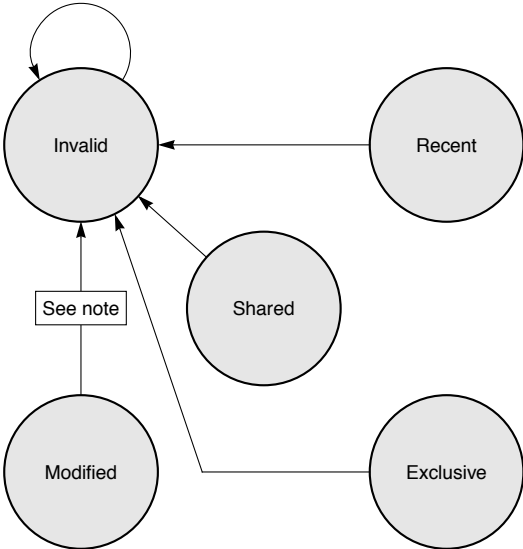 Invalid
Recent
See note
Shared
Modified
Exclusive